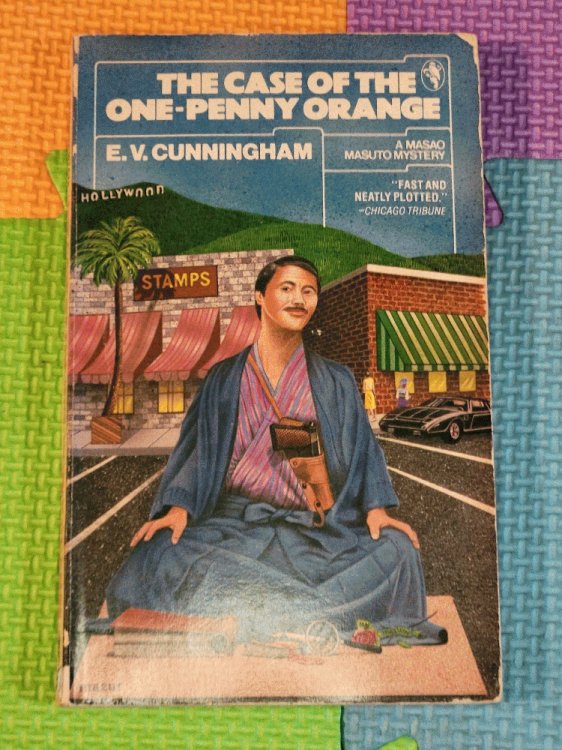 THE CASE OF THE
ONE-PENNY ORANGE
E. V. CUNNINGHAM
A MASAO
MASUTO MYSTERY
"FAST AND
NEATLY PLOTTED."
—CHICAGO TRIBUNE
HOLLYWOOD
STAMPS